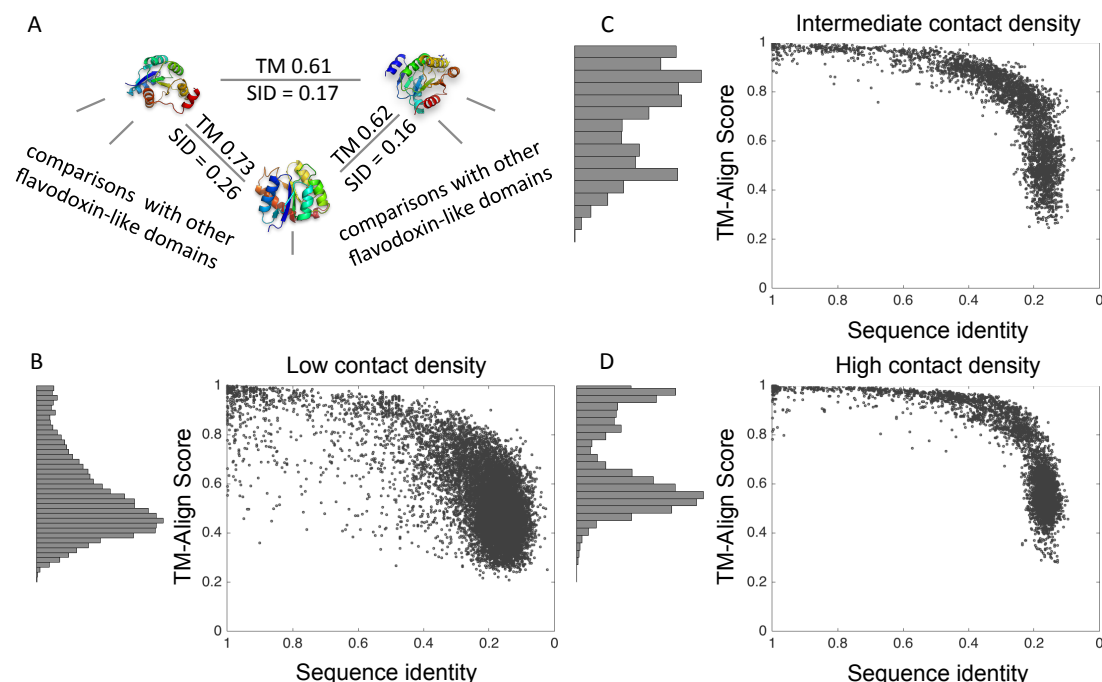 A
TM 0.61
SID = 0.17
TM 0.73
SID = 0.26
TM 0.62
SID = 0.16
comparisons with other
flavodoxin-like domains
comparisons with other
flavodoxin-like domains
C
Intermediate contact density
TM-Align Score
1
0.8
0.6
0.4
0.2
0
1
0.8
0.6
0.4
0.2
0
Sequence identity
B
Low contact density
TM-Align Score
1
0.8
0.6
0.4
0.2
0
1
0.8
0.6
0.4
0.2
0
Sequence identity
D
High contact density
TM-Align Score
1
0.8
0.6
0.4
0.2
0
1
0.8
0.6
0.4
0.2
0
Sequence identity